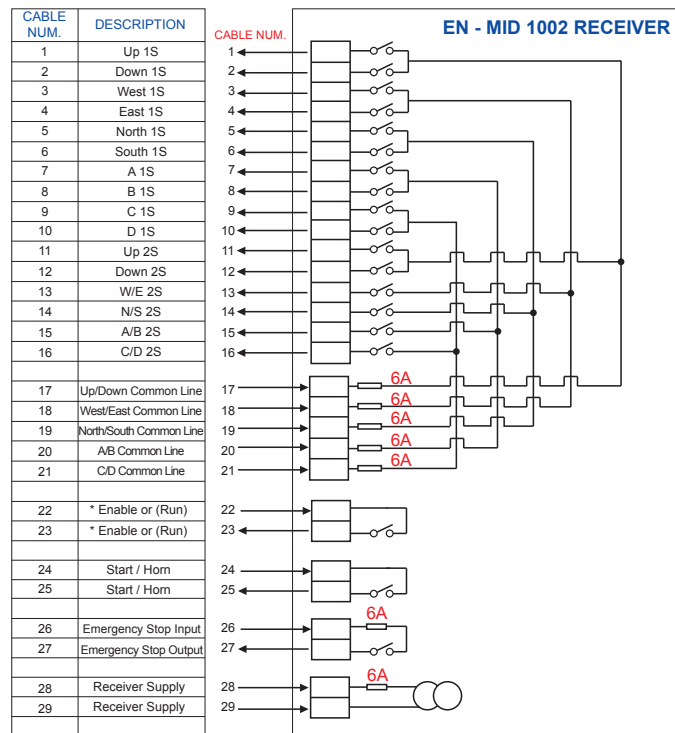 CABLE NUM. DESCRIPTION CABLE NUM. EN - MID 1002 RECEIVER
1 Up 1S 1
2 Down 1S 2
3 West 1S 3
4 East 1S 4
5 North 1S 5
6 South 1S 6
7 A 1S 7
8 B 1S 8
9 C 1S 9
10 D 1S 10
11 Up 2S 11
12 Down 2S 12
13 W/E 2S 13
14 N/S 2S 14
15 A/B 2S 15
16 C/D 2S 16
17 Up/Down Common Line 17 6A
18 West/East Common Line 18 6A
19 North/South Common Line 19 6A
20 A/B Common Line 20 6A
21 C/D Common Line 21 6A
22 * Enable or (Run) 22
23 * Enable or (Run) 23
24 Start / Horn 24
25 Start / Horn 25
26 Emergency Stop Input 26 6A
27 Emergency Stop Output 27
28 Receiver Supply 28 6A
29 Receiver Supply 29